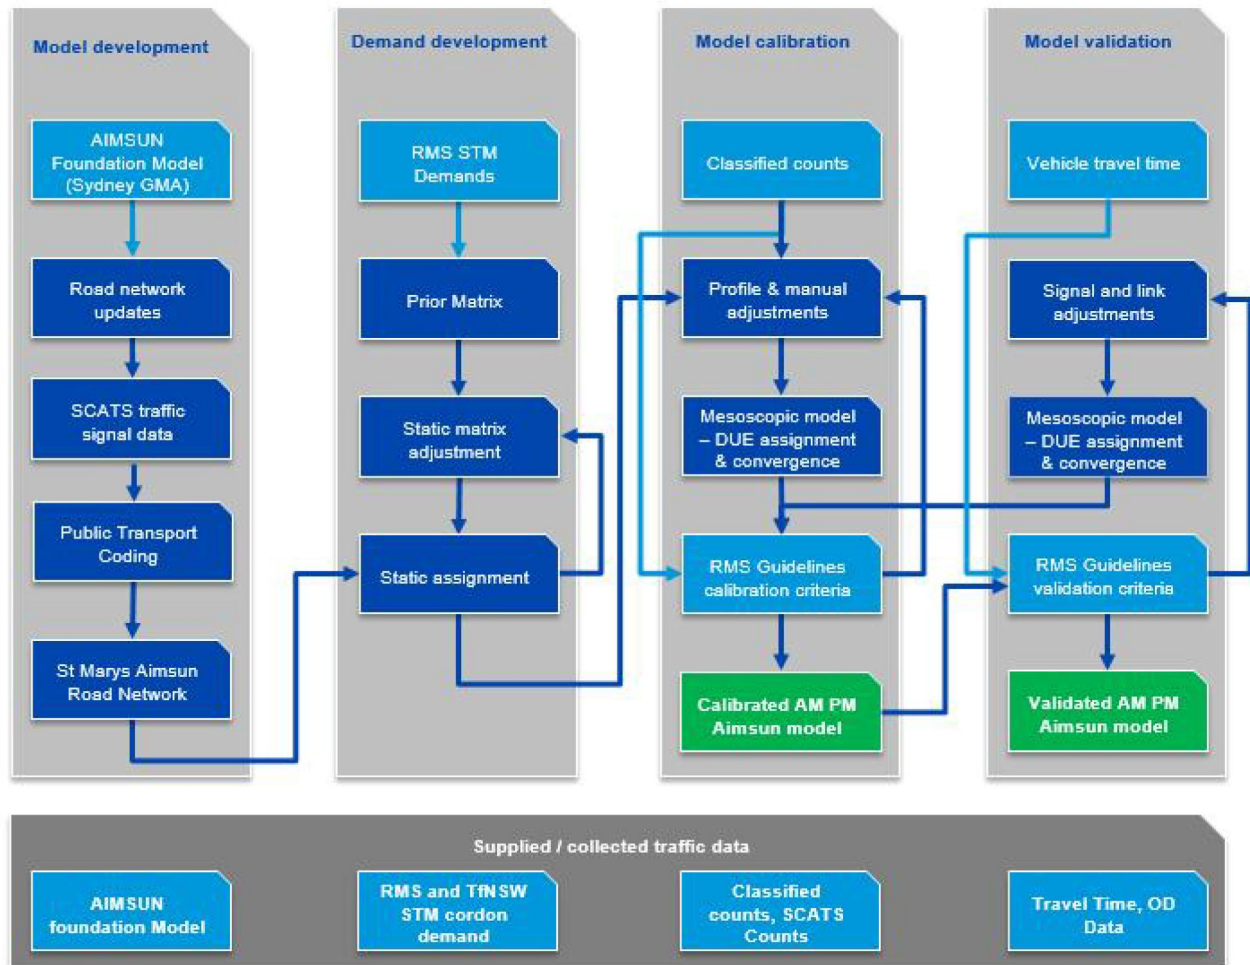 Model development
AIMSUN
Foundation Model
(Sydney GMA)
Road network
updates
SCATS traffic
signal data
Public Transport
Coding
St Marys Aimsun
Road Network
Demand development
RMS STM
Demands
Prior Matrix
Static matrix
adjustment
Static assignment
Model calibration
Classified counts
Profile & manual
adjustments
Mesoscopic model
– DUE assignment
& convergence
RMS Guidelines
calibration criteria
Calibrated AM PM
Aimsun model
Model validation
Vehicle travel time
Signal and link
adjustments
Mesoscopic model
– DUE assignment
& convergence
RMS Guidelines
validation criteria
Validated AM PM
Aimsun model
Supplied / collected traffic data
AIMSUN
foundation Model
RMS and TfNSW
STM cordon
demand
Classified
counts, SCATS
Counts
Travel Time, OD
Data